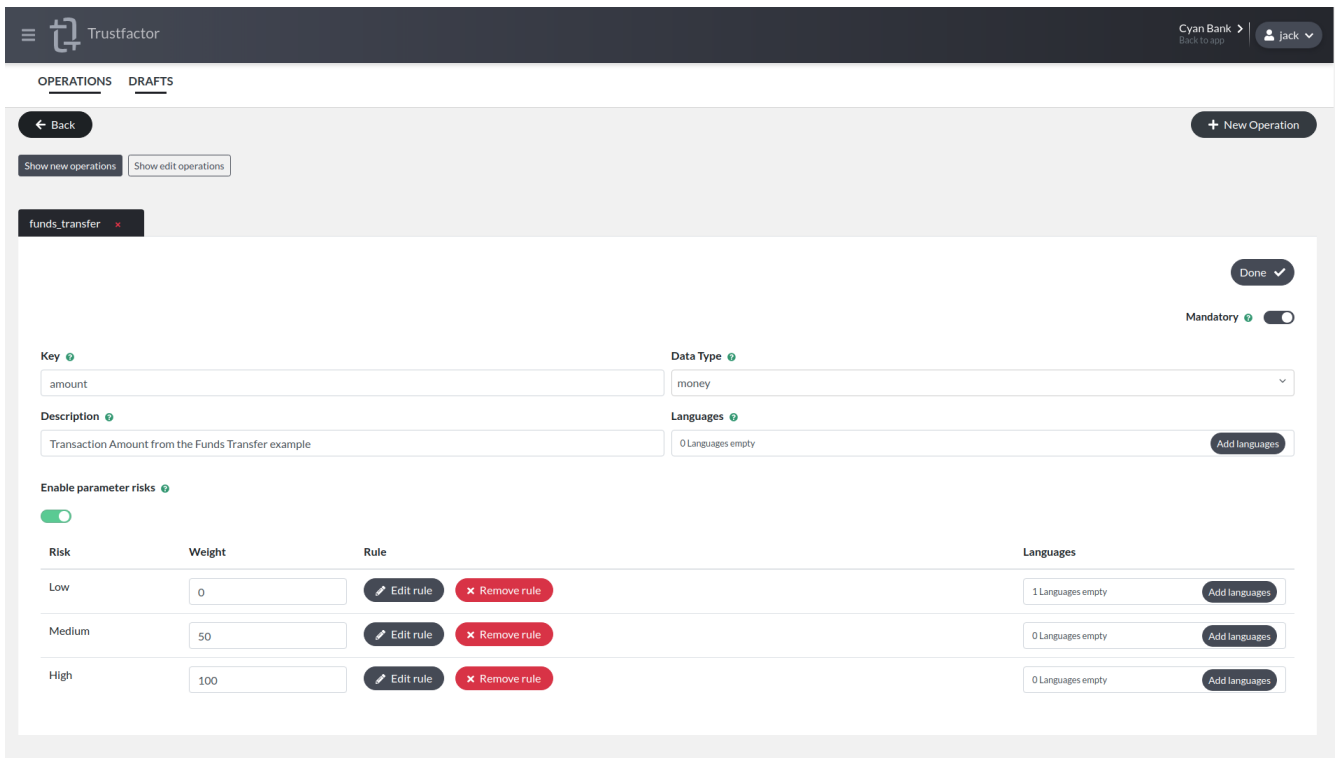 Trustfactor
Cyan Bank
Back to app
jack
OPERATIONS DRAFTS
Back
New Operation
Show new operations Show edit operations
funds_transfer ×
Done
Mandatory
Key Data Type
amount money
Description Languages
Transaction Amount from the Funds Transfer example 0 Languages empty Add languages
Enable parameter risks
Risk Weight Rule Languages
Low 0 Edit rule Remove rule 1 Languages empty Add languages
Medium 50 Edit rule Remove rule 0 Languages empty Add languages
High 100 Edit rule Remove rule 0 Languages empty Add languages